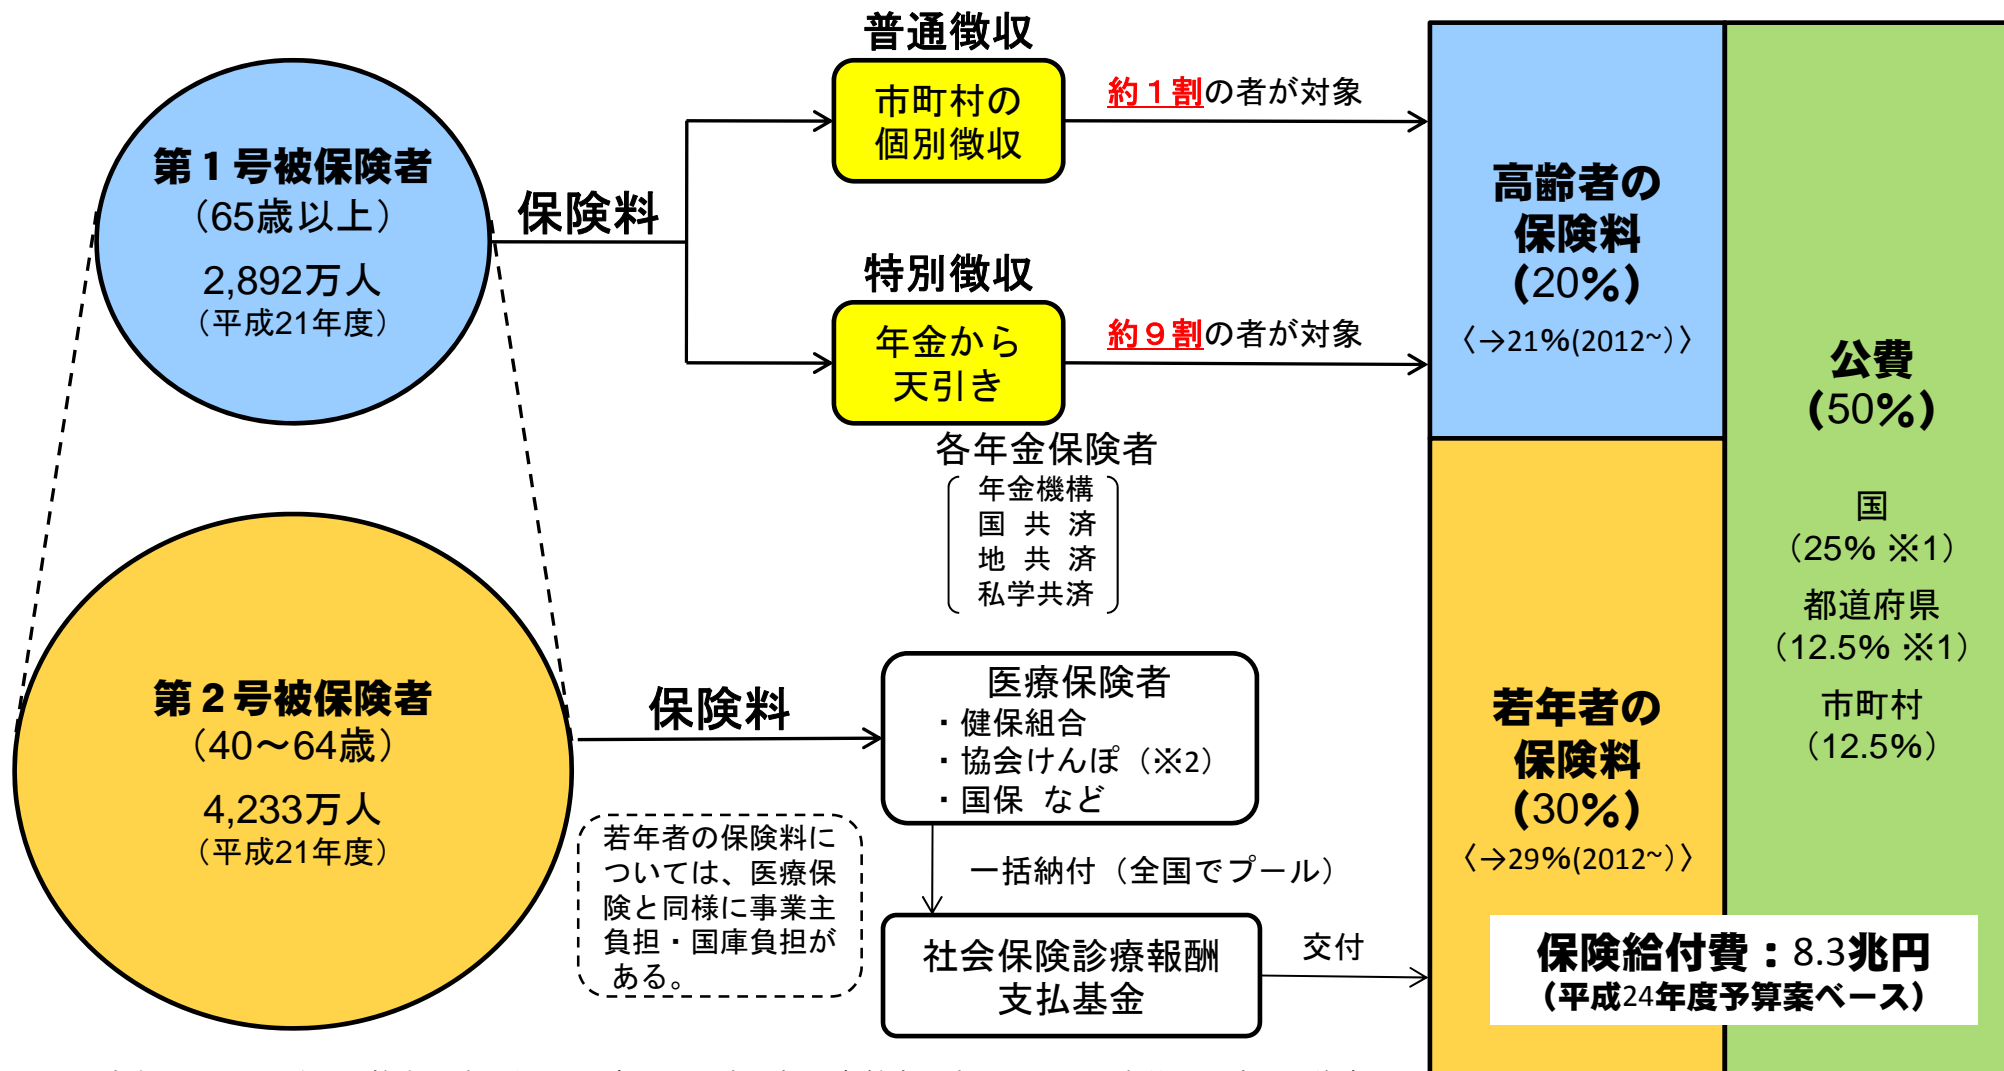 第１号被保険者
（65歳以上）
2,892万人
（平成21年度）
保険料
普通徴収
市町村の
個別徴収
約１割の者が対象
特別徴収
年金から
天引き
約９割の者が対象
各年金保険者
年金機構
国 共 済
地 共 済
私学共済
第２号被保険者
（40～64歳）
4,233万人
（平成21年度）
保険料
若年者の保険料に
ついては、医療保
険と同様に事業主
負担・国庫負担が
ある。
医療保険者
・健保組合
・協会けんぽ（※2）
・国保 など
一括納付（全国でプール）
社会保険診療報酬
支払基金
交付
高齢者の
保険料
(20%)
〈→21%(2012~)〉
若年者の
保険料
(30%)
〈→29%(2012~)〉
公費
(50%)
国
（25% ※1）
都道府県
（12.5% ※1）
市町村
（12.5%）
保険給付費：8.3兆円
（平成24年度予算案ベース）